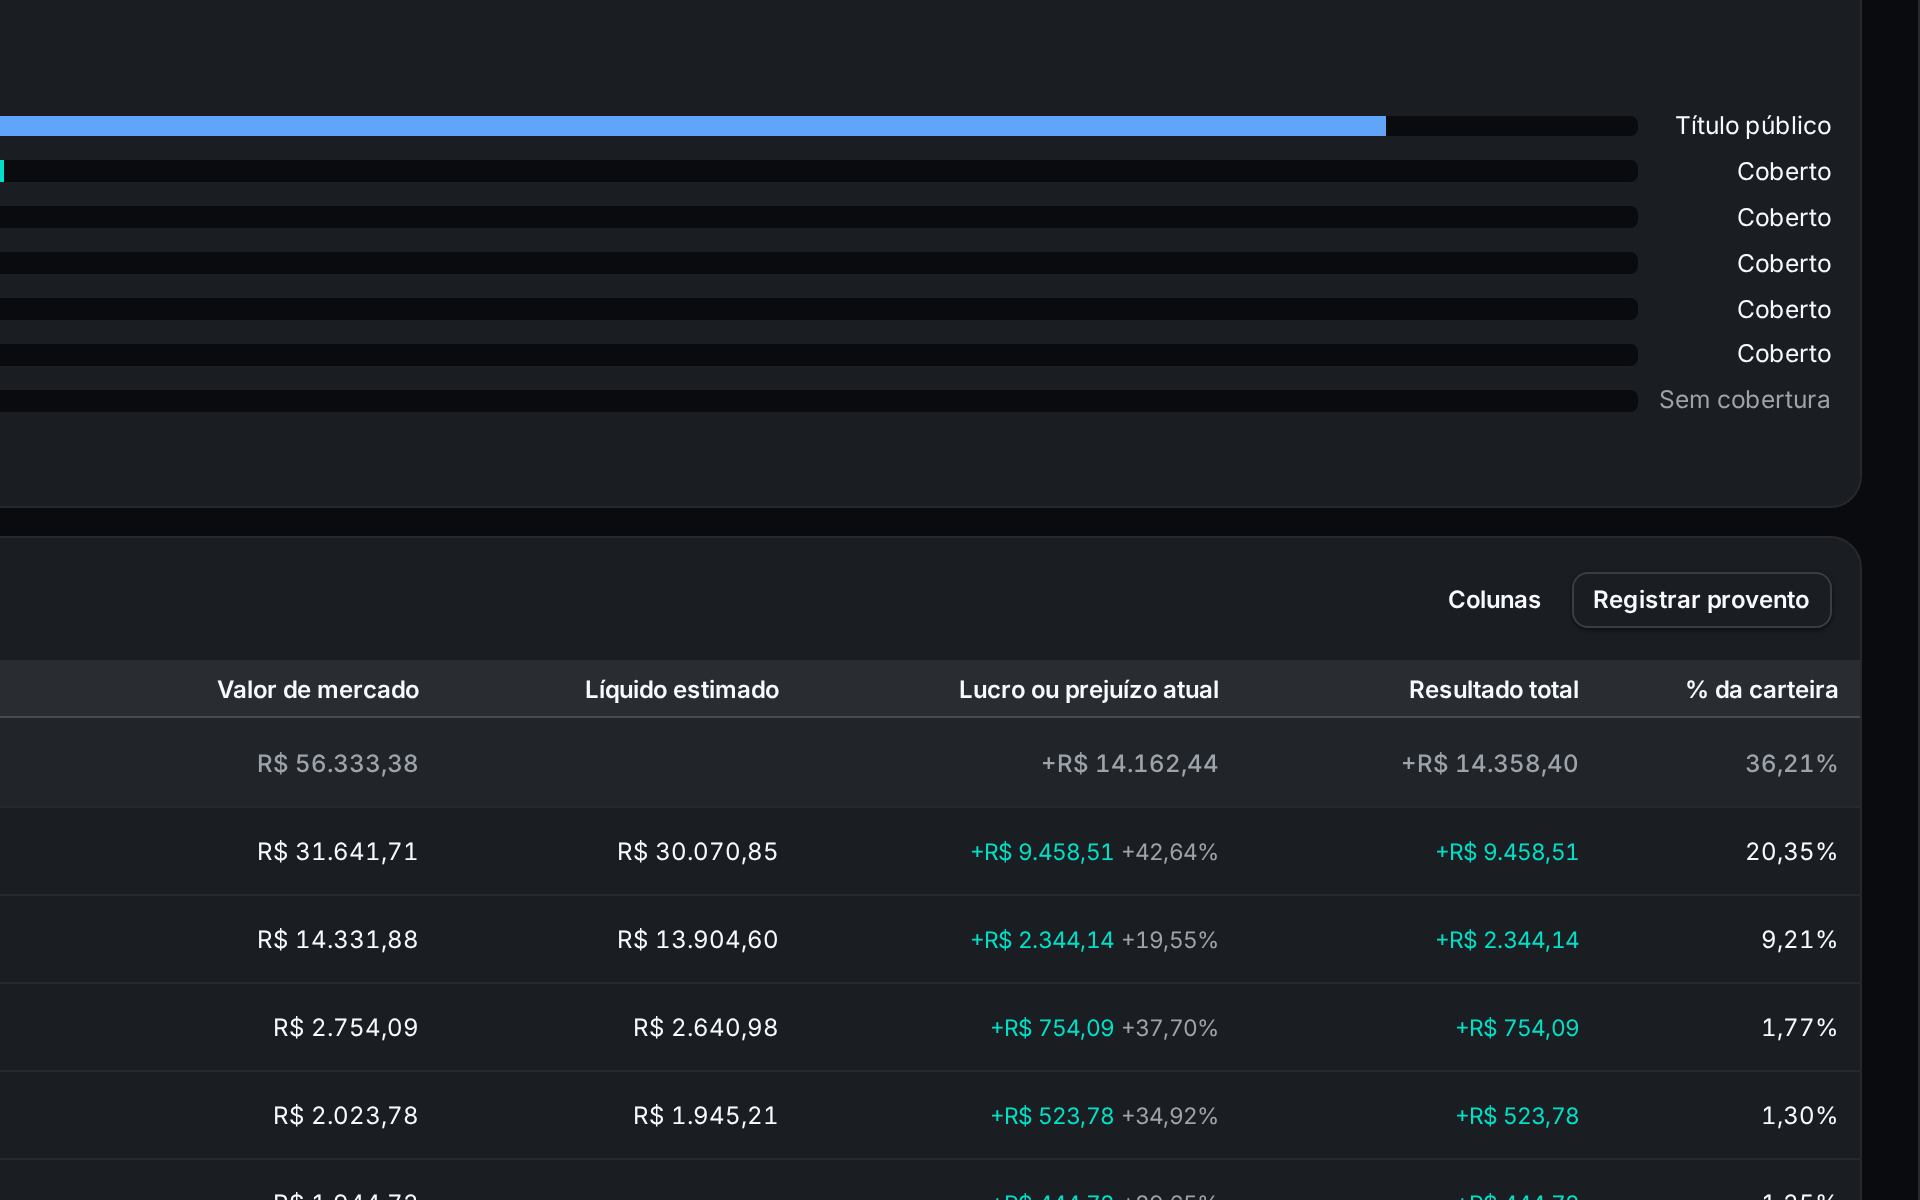 Título público
Coberto
Coberto
Coberto
Coberto
Coberto
Sem cobertura
Colunas Registrar provento
Valor de mercado Líquido estimado Lucro ou prejuízo atual Resultado total % da carteira
R$ 56.333,38 +R$ 14.162,44 +R$ 14.358,40 36,21%
R$ 31.641,71 R$ 30.070,85 +R$ 9.458,51 +42,64% +R$ 9.458,51 20,35%
R$ 14.331,88 R$ 13.904,60 +R$ 2.344,14 +19,55% +R$ 2.344,14 9,21%
R$ 2.754,09 R$ 2.640,98 +R$ 754,09 +37,70% +R$ 754,09 1,77%
R$ 2.023,78 R$ 1.945,21 +R$ 523,78 +34,92% +R$ 523,78 1,30%